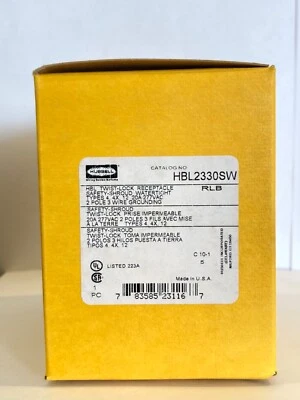 HUBBELL
CATALOG NO
HBL2330SW
RLB
HBL TWIST-LOCK RECEPTACLE
SAFETY-SHROUD WATERTIGHT
TYPES 4, 4X, 12, 20A 277VAC
2 POLE 3 WIRE GROUNDING
SAFETY-SHROUD
TWIST-LOCK PRISE IMPERMEABLE
20A 277VAC 2 POLES 3 FILS AVEC MISE
A LA TERRE TYPES 4, 4X, 12
SAFETY-SHROUD
TWIST-LOCK TOMA IMPERMEABLE
2 POLOS 3 HILOS PUESTA A TIERRA
TIPOS 4, 4X, 12
UL LISTED 223A
C 10-1
Made in U.S.A.
1
PC
7 83585 23116 7